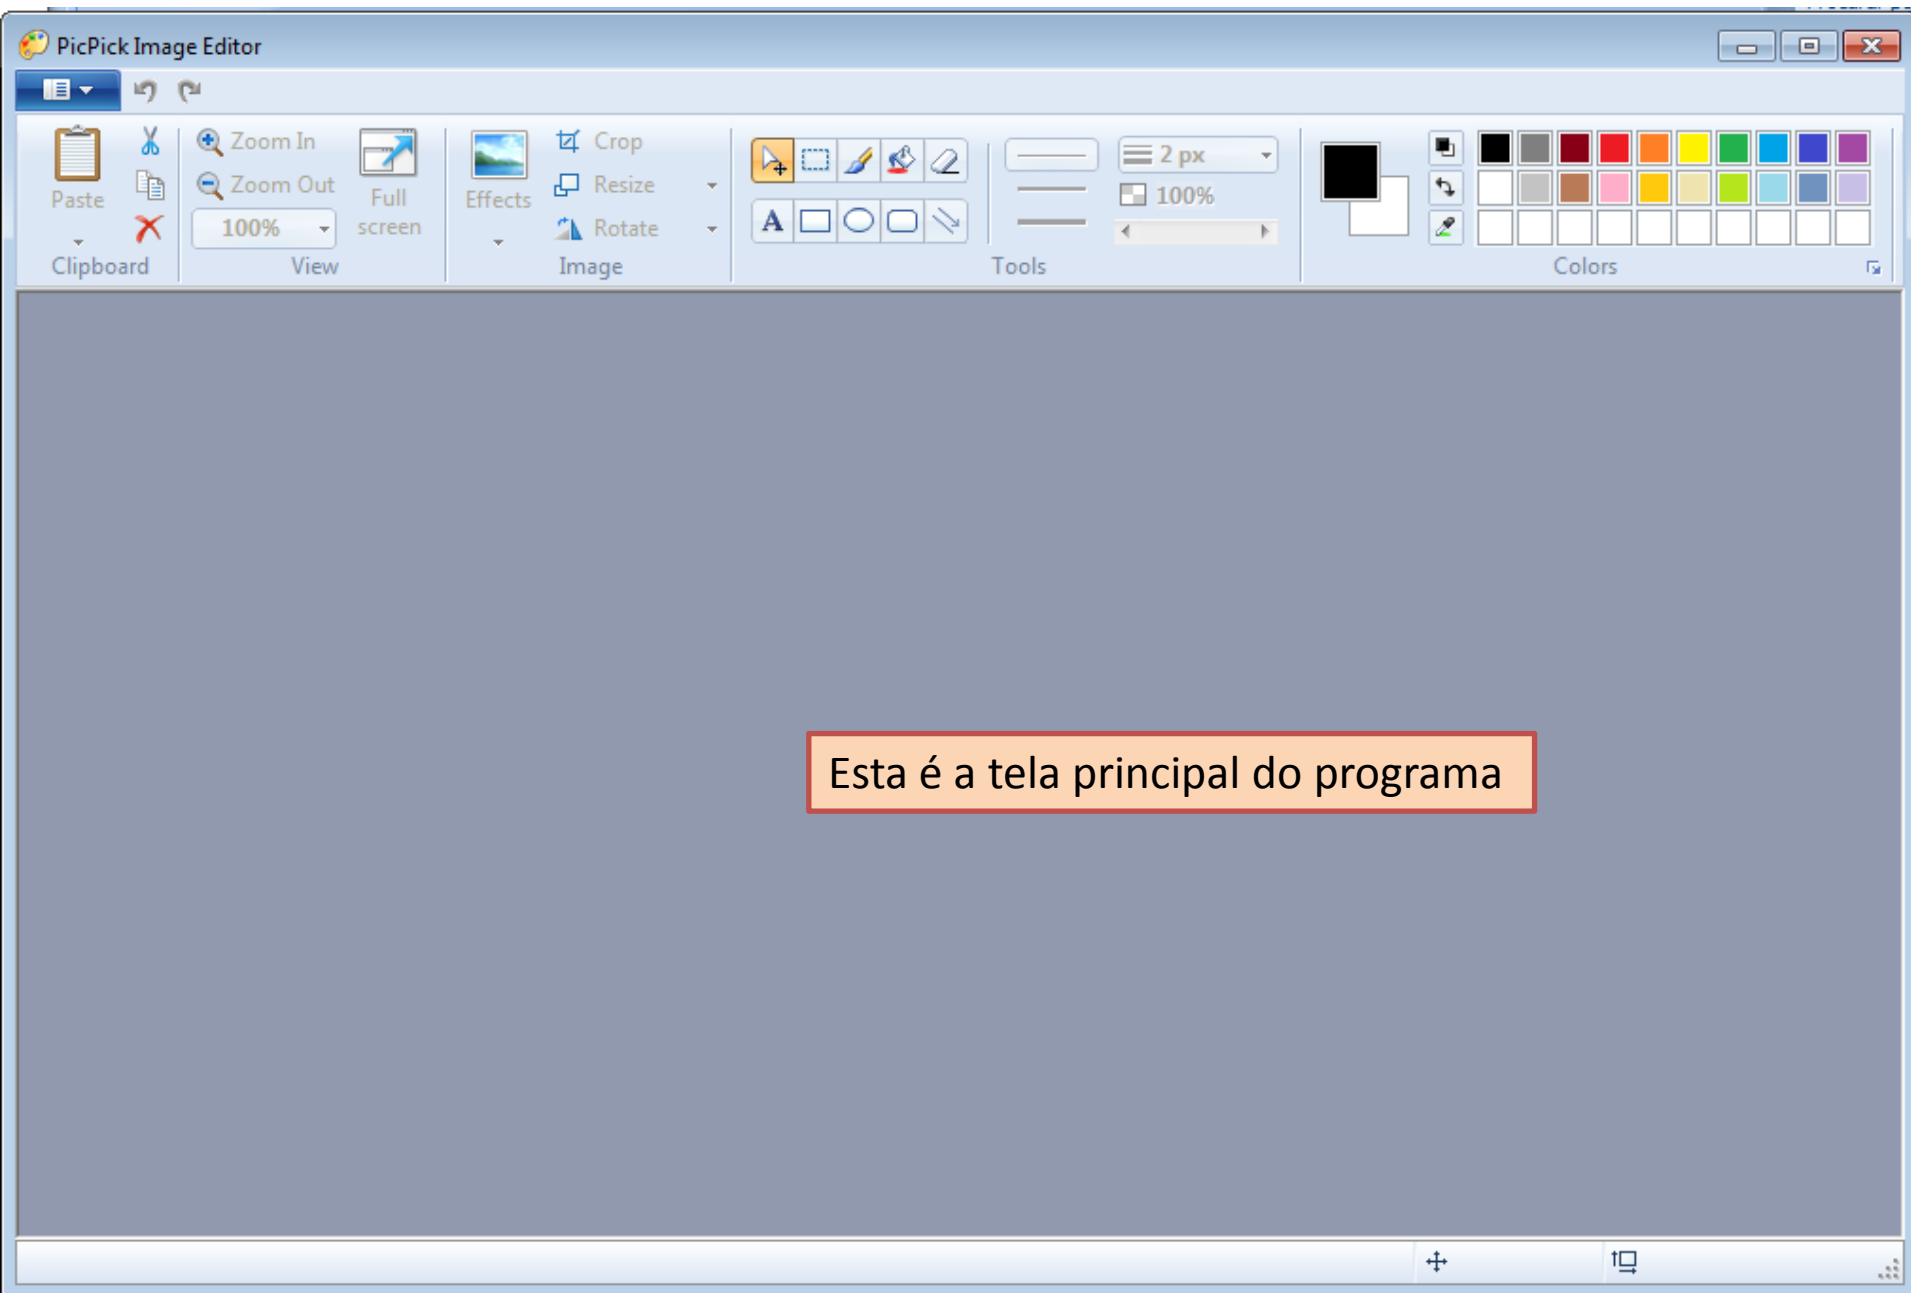 PicPick Image Editor
Paste
Zoom In
Zoom Out
100%
Full
screen
Effects
Crop
Resize
Rotate
A
2 px
100%
Clipboard
View
Image
Tools
Colors
Esta é a tela principal do programa